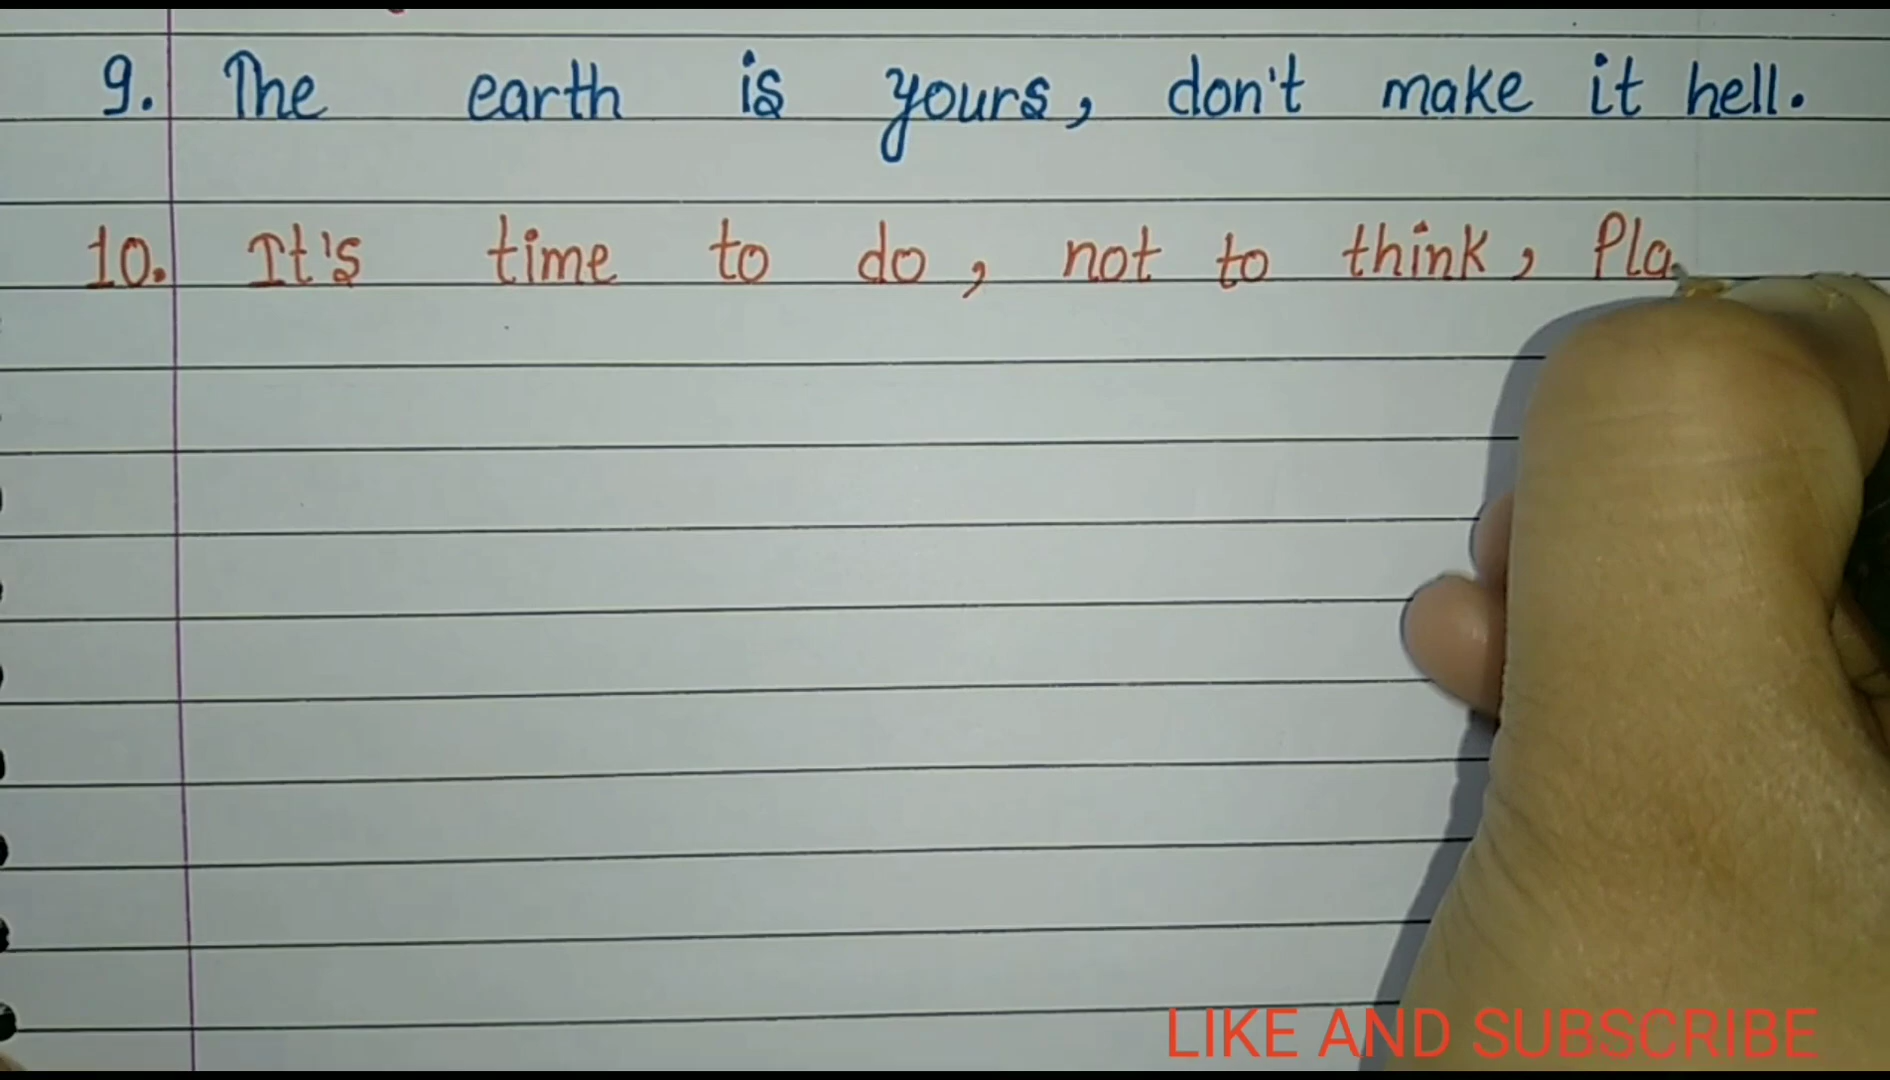 9. The earth is yours, don't make it hell.
10. It's time to do, not to think, Pla
LIKE AND SUBSCRIBE